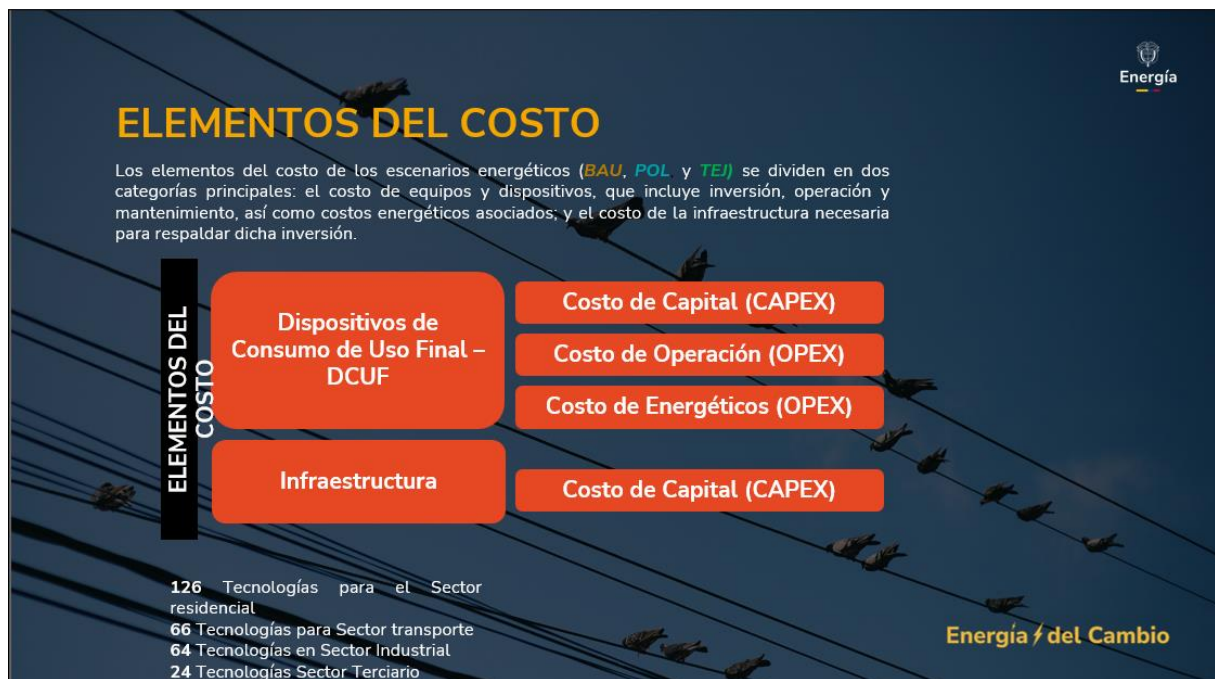 Energía
ELEMENTOS DEL COSTO
Los elementos del costo de los escenarios energéticos (BAU, POL, y TEJ) se dividen en dos
categorías principales: el costo de equipos y dispositivos, que incluye inversión, operación y
mantenimiento, así como costos energéticos asociados; y el costo de la infraestructura necesaria
para respaldar dicha inversión.
ELEMENTOS DEL
COSTO
Dispositivos de
Consumo de Uso Final –
DCUF
Costo de Capital (CAPEX)
Costo de Operación (OPEX)
Costo de Energéticos (OPEX)
Infraestructura
Costo de Capital (CAPEX)
126 Tecnologías para el Sector
residencial
66 Tecnologías para Sector transporte
64 Tecnologías en Sector Industrial
24 Tecnologías Sector Terciario
Energía del Cambio